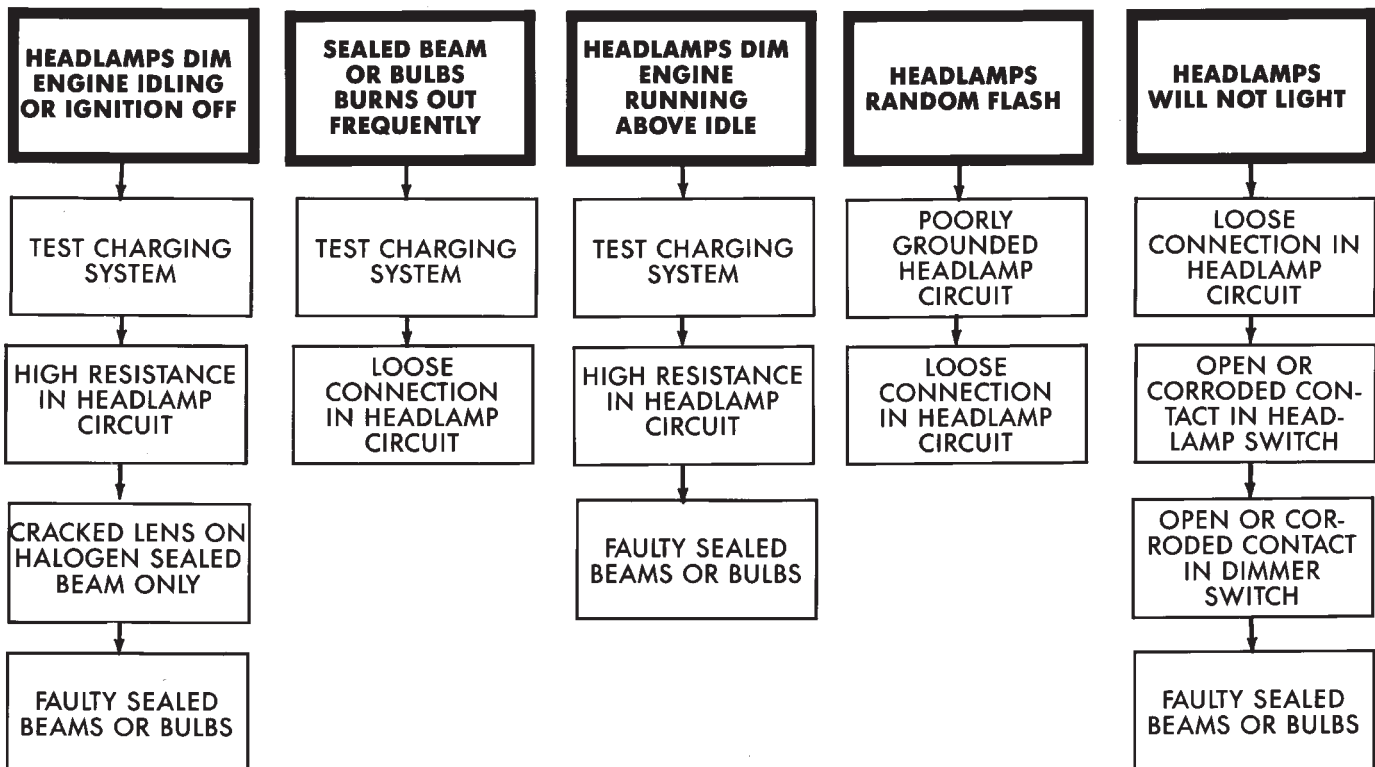 HEADLAMPS DIM
ENGINE IDLING
OR IGNITION OFF
TEST CHARGING
SYSTEM
HIGH RESISTANCE
IN HEADLAMP
CIRCUIT
CRACKED LENS ON
HALOGEN SEALED
BEAM ONLY
FAULTY SEALED
BEAMS OR BULBS
SEALED BEAM
OR BULBS
BURNS OUT
FREQUENTLY
TEST CHARGING
SYSTEM
LOOSE
CONNECTION
IN HEADLAMP
CIRCUIT
HEADLAMPS DIM
ENGINE
RUNNING
ABOVE IDLE
TEST CHARGING
SYSTEM
HIGH RESISTANCE
IN HEADLAMP
CIRCUIT
FAULTY SEALED
BEAMS OR BULBS
HEADLAMPS
RANDOM FLASH
POORLY
GROUNDED
HEADLAMP
CIRCUIT
LOOSE
CONNECTION
IN HEADLAMP
CIRCUIT
HEADLAMPS
WILL NOT LIGHT
LOOSE
CONNECTION IN
HEADLAMP
CIRCUIT
OPEN OR
CORRODED CON-
TACT IN HEAD-
LAMP SWITCH
OPEN OR COR-
RODED CONTACT
IN DIMMER
SWITCH
FAULTY SEALED
BEAMS OR BULBS